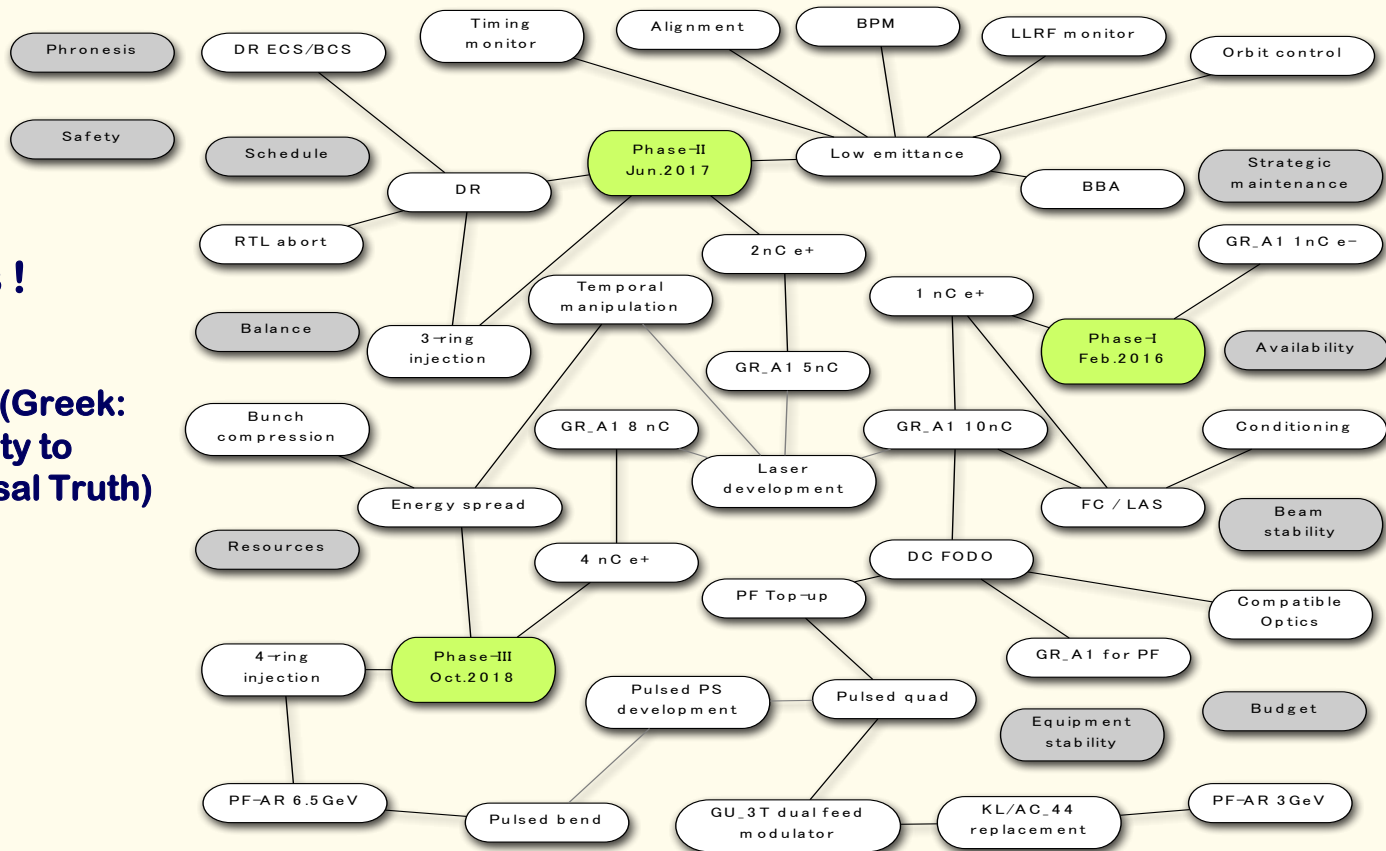 Timing
monitor
Alignment
BPM
LLRF monitor
Orbit control
Phronesis
DR ECS/BCS
Safety
Schedule
Phase-II
Jun.2017
Low emittance
Strategic
maintenance
DR
BBA
RTL abort
2nC e+
GR_A1 1nC e-
s !
Temporal
manipulation
1 nC e+
Balance
3-ring
injection
Phase-I
Feb.2016
Availability
GR_A1 5nC
(Greek:
ty to
sal Truth)
Bunch
compression
GR_A1 8 nC
GR_A1 10nC
Conditioning
Laser
development
Energy spread
FC / LAS
Beam
stability
Resources
4 nC e+
DC FODO
PF Top-up
Compatible
Optics
4-ring
injection
Phase-III
Oct.2018
GR_A1 for PF
Pulsed PS
development
Pulsed quad
Budget
Equipment
stability
PF-AR 6.5GeV
Pulsed bend
GU_3T dual feed
modulator
KL/AC_44
replacement
PF-AR 3GeV